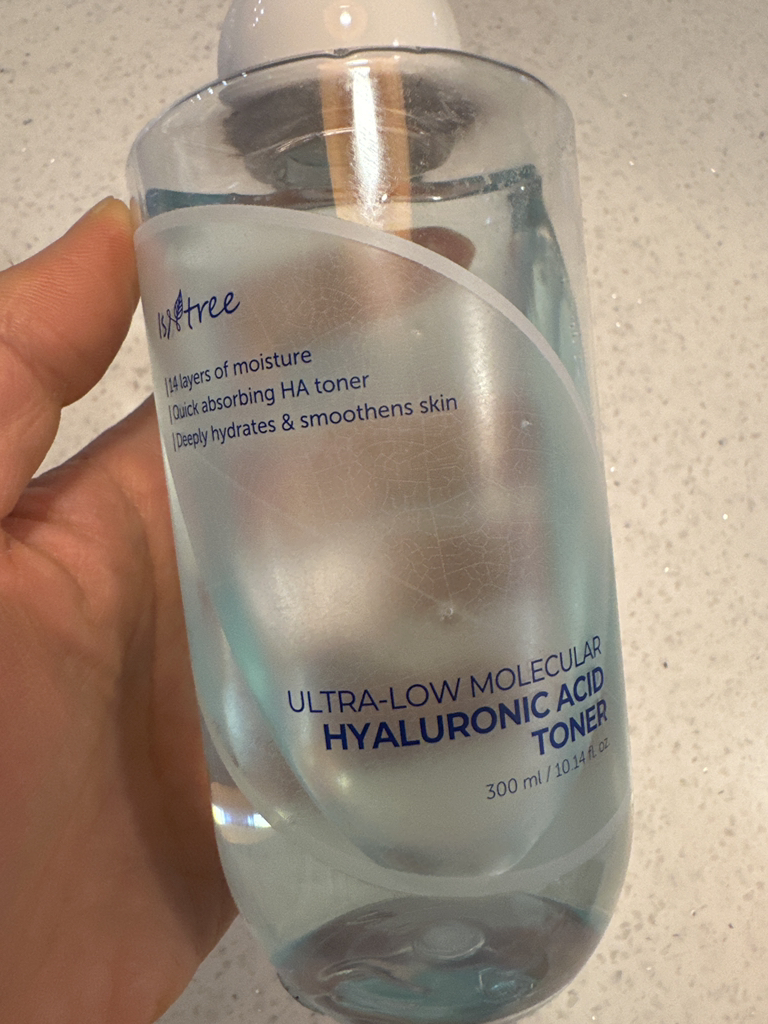 Isntree
| 14 layers of moisture
| Quick absorbing HA toner
| Deeply hydrates & smoothens skin
ULTRA-LOW MOLECULAR
HYALURONIC ACID
TONER
300 ml / 10.14 fl. oz